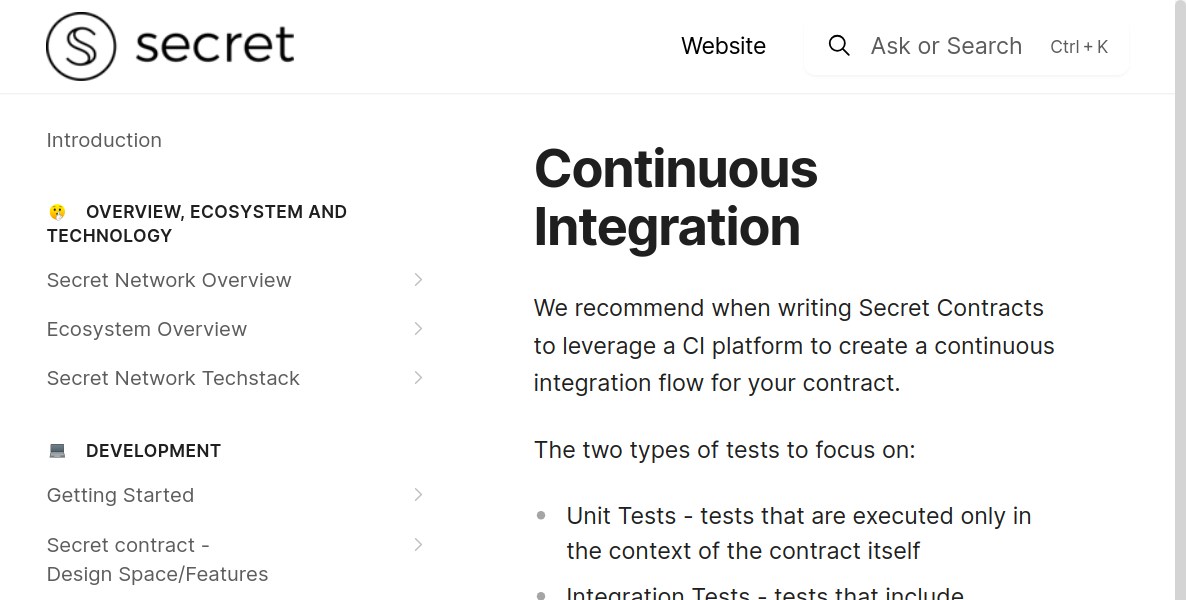 secret
Website
Ask or Search
Ctrl + K
Introduction
OVERVIEW, ECOSYSTEM AND
TECHNOLOGY
Secret Network Overview
Ecosystem Overview
Secret Network Techstack
DEVELOPMENT
Getting Started
Secret contract -
Design Space/Features
Continuous
Integration
We recommend when writing Secret Contracts
to leverage a CI platform to create a continuous
integration flow for your contract.
The two types of tests to focus on:
Unit Tests - tests that are executed only in
the context of the contract itself
Integration Tests - tests that include